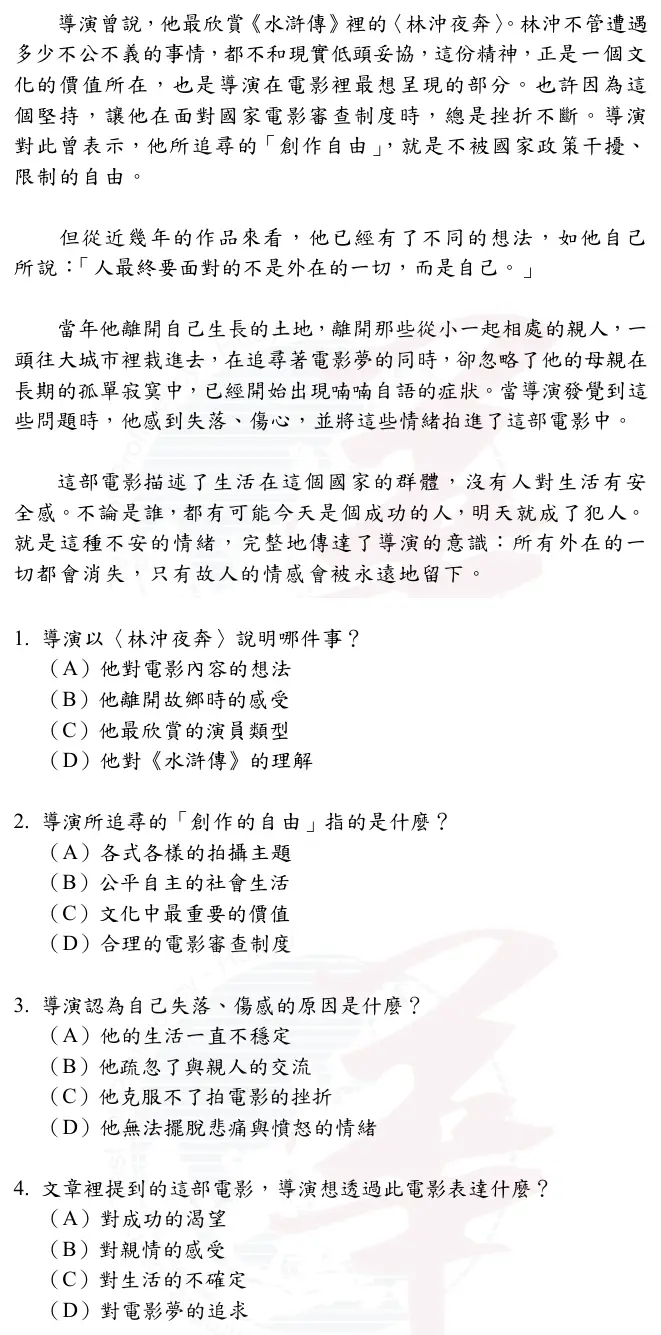 導演曾說，他最欣賞《水滸傳》裡的〈林沖夜奔〉。林沖不管遭遇
多少不公不義的事情，都不和現實低頭妥協，這份精神，正是一個文
化的價值所在，也是導演在電影裡最想呈現的部分。也許因為這
個堅持，讓他在面對國家電影審查制度時，總是挫折不斷。導演
對此曾表示，他所追尋的「創作自由」，就是不被國家政策干擾、
限制的自由。
但從近幾年的作品來看，他已經有了不同的想法，如他自己
所說：「人最終要面對的不是外在的一切，而是自己。」
當年他離開自己生長的土地，離開那些從小一起相處的親人，一
頭往大城市裡栽進去，在追尋著電影夢的同時，卻忽略了他的母親在
長期的孤單寂寞中，已經開始出現喃喃自語的症狀。當導演發覺到這
些問題時，他感到失落、傷心，並將這些情緒拍進了這部電影中。
這部電影描述了生活在這個國家的群體，沒有人對生活有安
全感。不論是誰，都有可能今天是個成功的人，明天就成了犯人。
就是這種不安的情緒，完整地傳達了導演的意識：所有外在的一
切都會消失，只有故人的情感會被永遠地留下。
1. 導演以〈林沖夜奔〉說明哪件事？
（A）他對電影內容的想法
（B）他離開故鄉時的感受
（C）他最欣賞的演員類型
（D）他對《水滸傳》的理解
2. 導演所追尋的「創作的自由」指的是什麼？
（A）各式各樣的拍攝主題
（B）公平自主的社會生活
（C）文化中最重要的價值
（D）合理的電影審查制度
3. 導演認為自己失落、傷感的原因是什麼？
（A）他的生活一直不穩定
（B）他疏忽了與親人的交流
（C）他克服不了拍電影的挫折
（D）他無法擺脫悲痛與憤怒的情緒
4. 文章裡提到的這部電影，導演想透過此電影表達什麼？
（A）對成功的渴望
（B）對親情的感受
（C）對生活的不確定
（D）對電影夢的追求